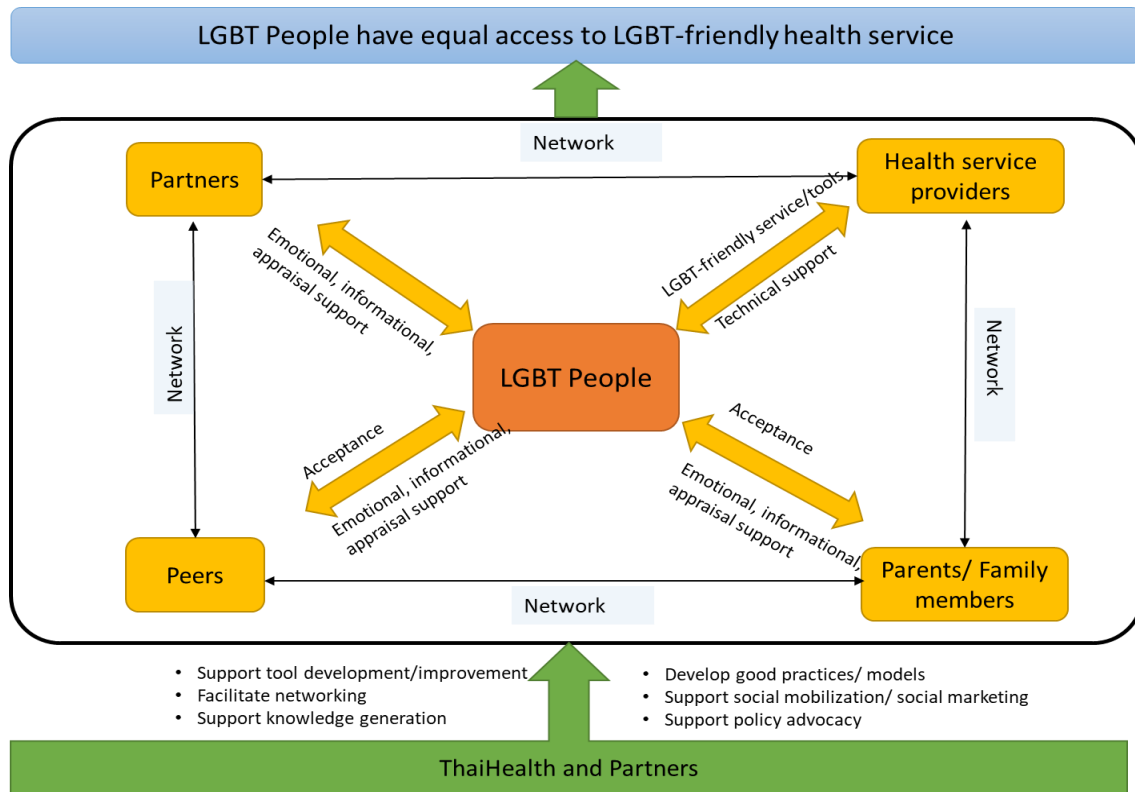 LGBT People have equal access to LGBT-friendly health service
Network
Partners
Health service
providers
Emotional, informational,
appraisal support
LGBT-friendly service/tools
Technical support
Network
LGBT People
Network
Acceptance
Emotional, informational,
appraisal support
Acceptance
Emotional, informational,
appraisal support
Peers
Parents/ Family
members
Network
• Support tool development/improvement
• Facilitate networking
• Support knowledge generation
• Develop good practices/ models
• Support social mobilization/ social marketing
• Support policy advocacy
ThaiHealth and Partners